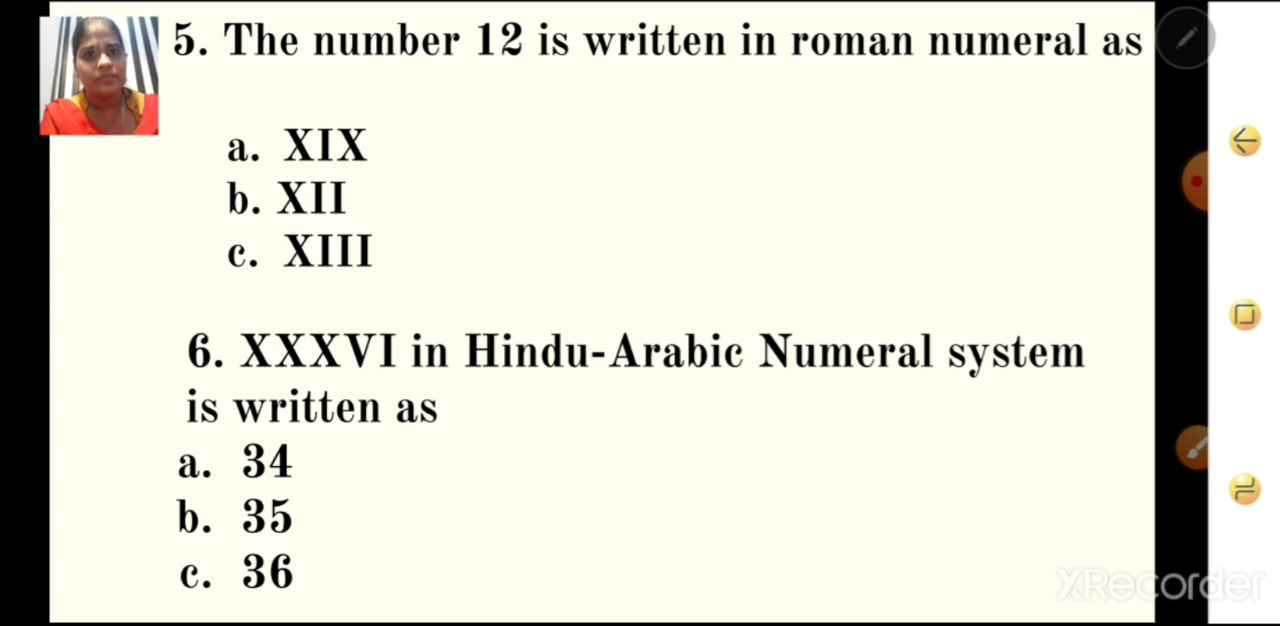 5. The number 12 is written in roman numeral as
a. XIX
b. XII
c. XIII
6. XXXVI in Hindu-Arabic Numeral system
is written as
a. 34
b. 35
c. 36
XRecorder